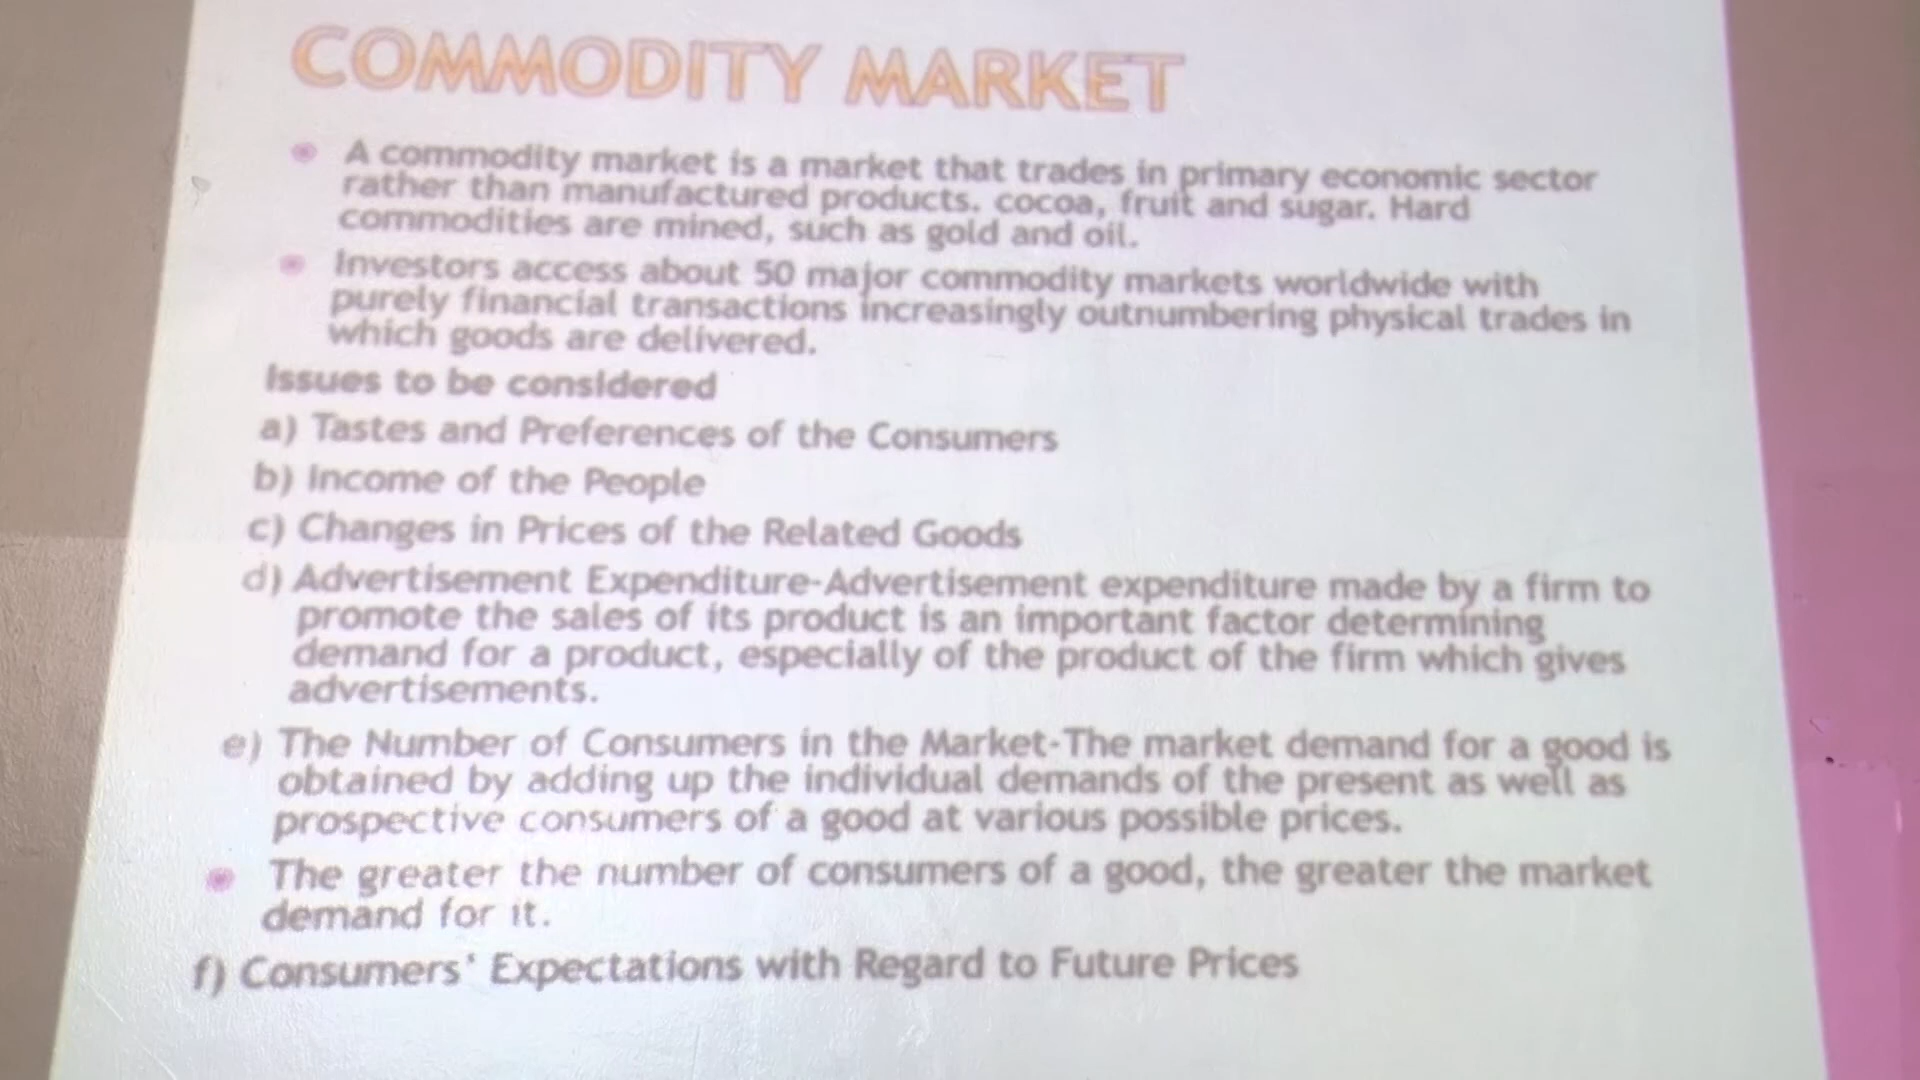 COMMODITY MARKET
A commodity market is a market that trades in primary economic sector
rather than manufactured products. cocoa, fruit and sugar. Hard
commodities are mined, such as gold and oil.
Investors access about 50 major commodity markets worldwide with
purely financial transactions increasingly outnumbering physical trades in
which goods are delivered.
Issues to be considered
a) Tastes and Preferences of the Consumers
b) Income of the People
c) Changes in Prices of the Related Goods
d) Advertisement Expenditure-Advertisement expenditure made by a firm to
promote the sales of its product is an important factor determining
demand for a product, especially of the product of the firm which gives
advertisements.
e) The Number of Consumers in the Market-The market demand for a good is
obtained by adding up the individual demands of the present as well as
prospective consumers of a good at various possible prices.
The greater the number of consumers of a good, the greater the market
demand for it.
f) Consumers' Expectations with Regard to Future Prices